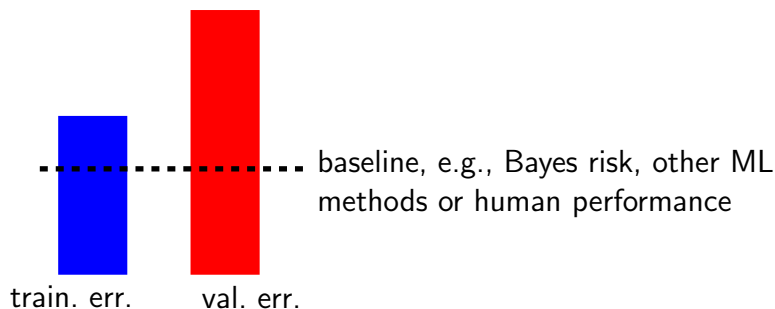 baseline, e.g., Bayes risk, other ML
methods or human performance
train. err.
val. err.